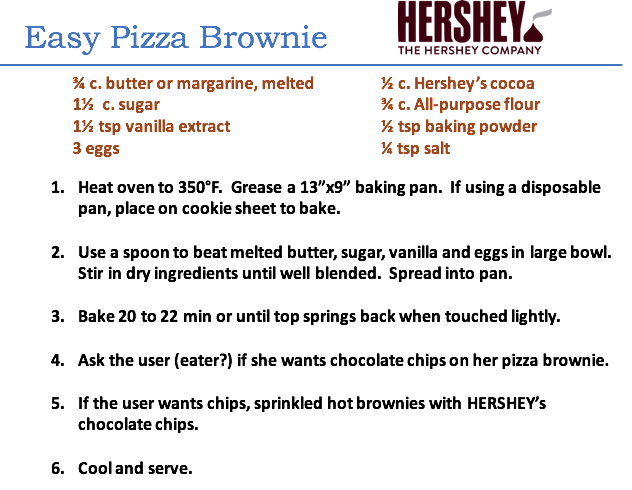 Easy Pizza Brownie
HERSHEY
THE HERSHEY COMPANY
¾ c. butter or margarine, melted
1½ c. sugar
1½ tsp vanilla extract
3 eggs
½ c. Hershey's cocoa
¾ c. All-purpose flour
½ tsp baking powder
¼ tsp salt
1. Heat oven to 350°F. Grease a 13”x9” baking pan. If using a disposable
pan, place on cookie sheet to bake.
2. Use a spoon to beat melted butter, sugar, vanilla and eggs in large bowl.
Stir in dry ingredients until well blended. Spread into pan.
3. Bake 20 to 22 min or until top springs back when touched lightly.
4. Ask the user (eater?) if she wants chocolate chips on her pizza brownie.
5. If the user wants chips, sprinkled hot brownies with HERSHEY's
chocolate chips.
6. Cool and serve.